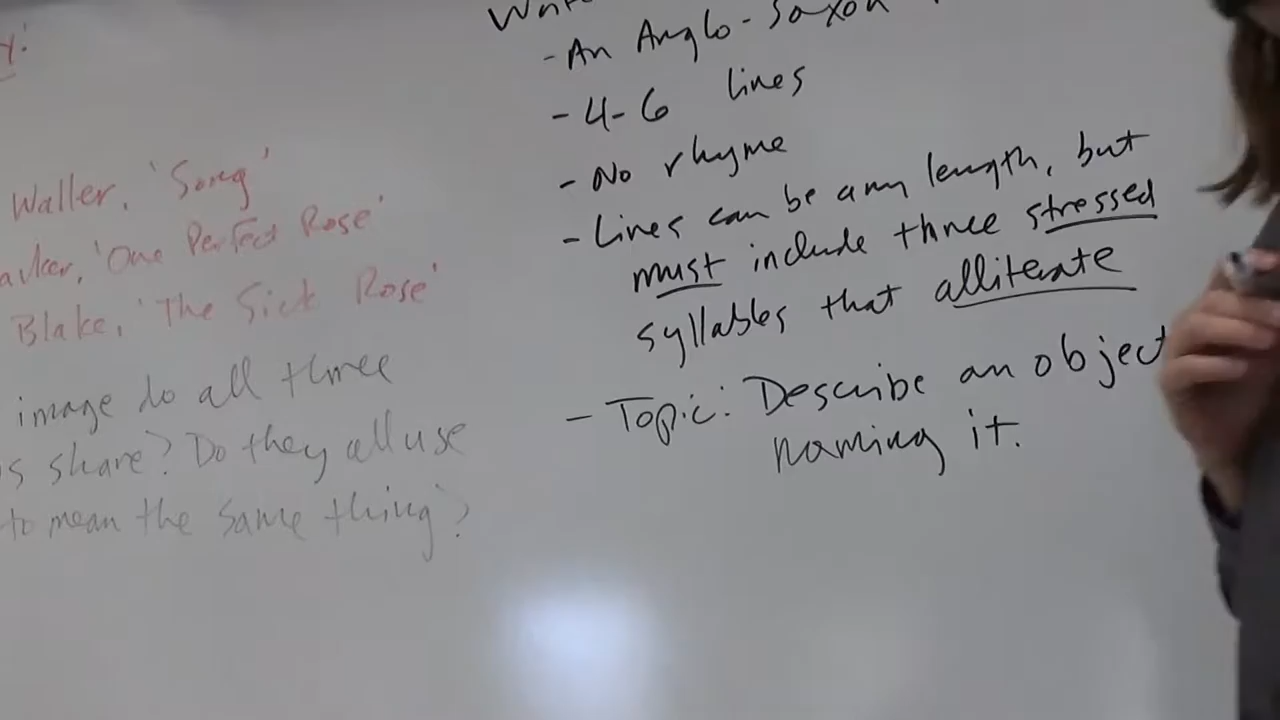 Waller, 'Song'
'One Perfect Rose'
Blake, 'The Sick Rose'
image do all three
share? Do they all use
to mean the same thing?
- An Anglo-Saxon
- 4-6 lines
- No rhyme
- Lines can be any length, but
must include three stressed
syllables that alliterate
- Topic: Describe an object
naming it.